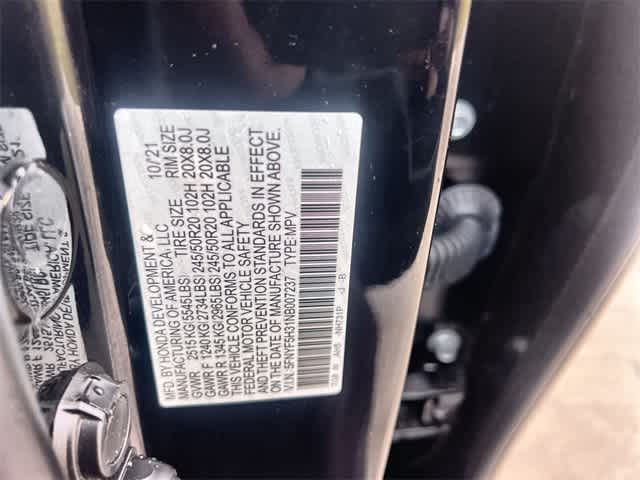 MFD BY HONDA DEVELOPMENT & 10/21
MANUFACTURING OF AMERICA, LLC
TIRE SIZE RIM SIZE
GVWR 2515KG(5545LBS)
GAWR F 1240KG(2734LBS)245/50R20 102H 20X8.0J
GAWR R 1345KG(2965LBS)245/50R20 102H 20X8.0J
THIS VEHICLE CONFORMS TO ALL APPLICABLE
FEDERAL MOTOR VEHICLE SAFETY
AND THEFT PREVENTION STANDARDS IN EFFECT
ON THE DATE OF MANUFACTURE SHOWN ABOVE.
V.I.N. 5FNYF5H31NB007237 TYPE:MPV
NH731P -J -B